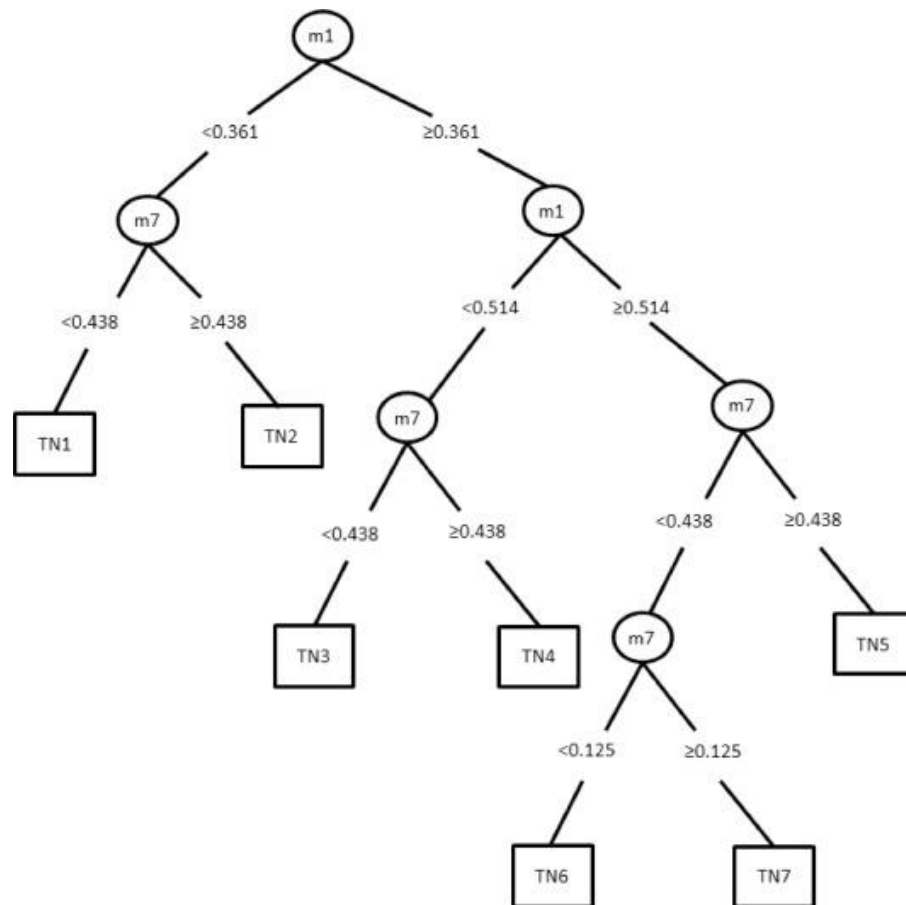 m1
<0.361
≥0.361
m7
m1
<0.438
≥0.438
<0.514
≥0.514
TN1
TN2
m7
m7
<0.438
≥0.438
<0.438
≥0.438
TN3
TN4
m7
TN5
<0.125
≥0.125
TN6
TN7